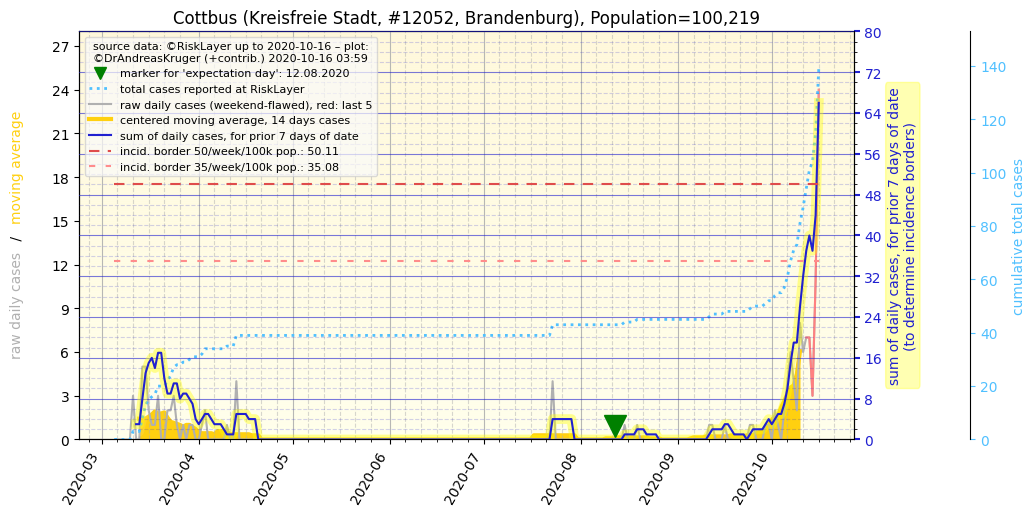 Cottbus (Kreisfreie Stadt, #12052, Brandenburg), Population=100,219
source data: ©RiskLayer up to 2020-10-16 – plot:
©DrAndreasKruger (+contrib.) 2020-10-16 03:59
marker for 'expectation day': 12.08.2020
total cases reported at RiskLayer
raw daily cases (weekend-flawed), red: last 5
centered moving average, 14 days cases
sum of daily cases, for prior 7 days of date
incid. border 50/week/100k pop.: 50.11
incid. border 35/week/100k pop.: 35.08
raw daily cases / moving average
27
24
21
18
15
12
9
6
3
0
2020-03
2020-04
2020-05
2020-06
2020-07
2020-08
2020-09
2020-10
80
72
64
56
48
40
32
24
16
8
0
sum of daily cases, for prior 7 days of date
(to determine incidence borders)
140
120
100
80
60
40
20
0
cumulative total cases